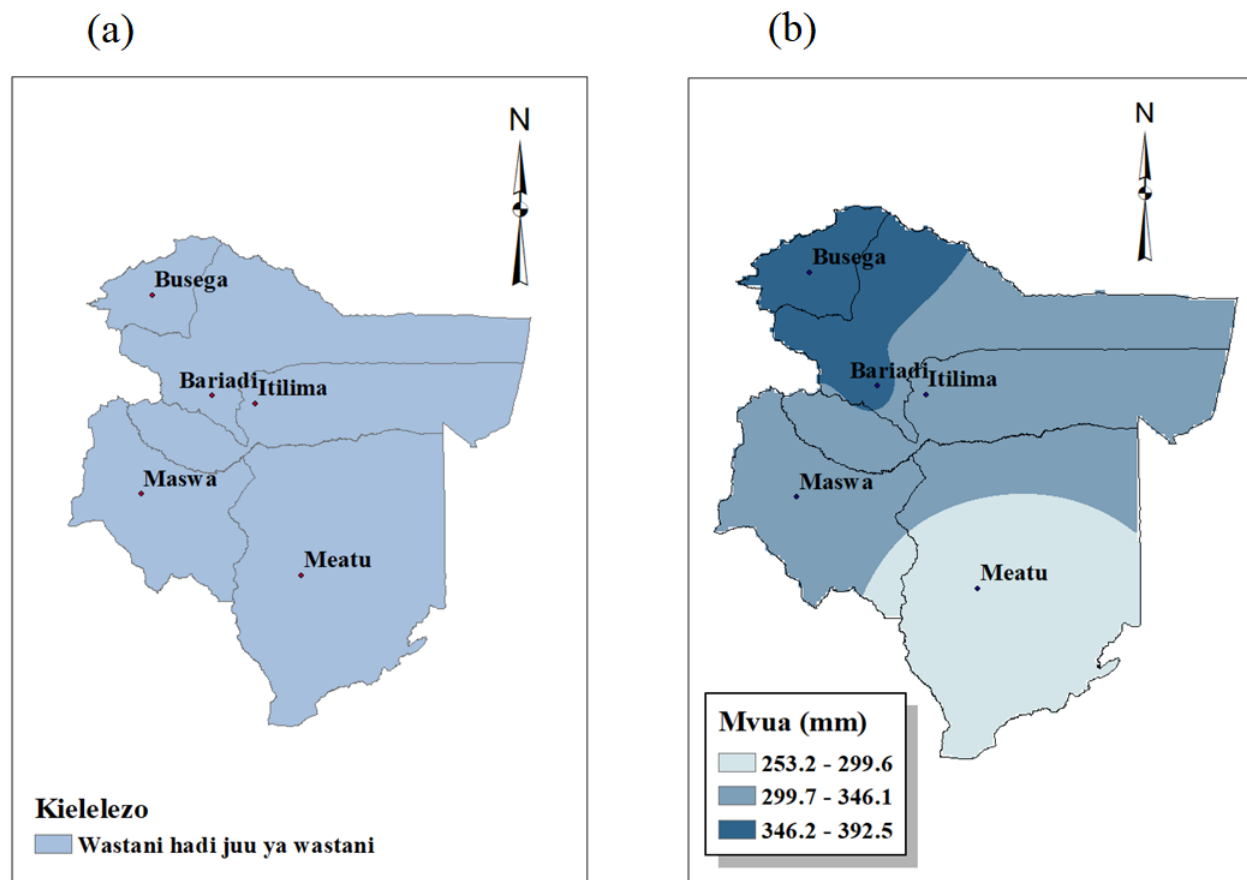 (a)
N
Busega
Bariadi
Itilima
Maswa
Meatu
Kielelezo
Wastani hadi juu ya wastani
(b)
N
Busega
Bariadi
Itilima
Maswa
Meatu
Mvua (mm)
253.2 - 299.6
299.7 - 346.1
346.2 - 392.5